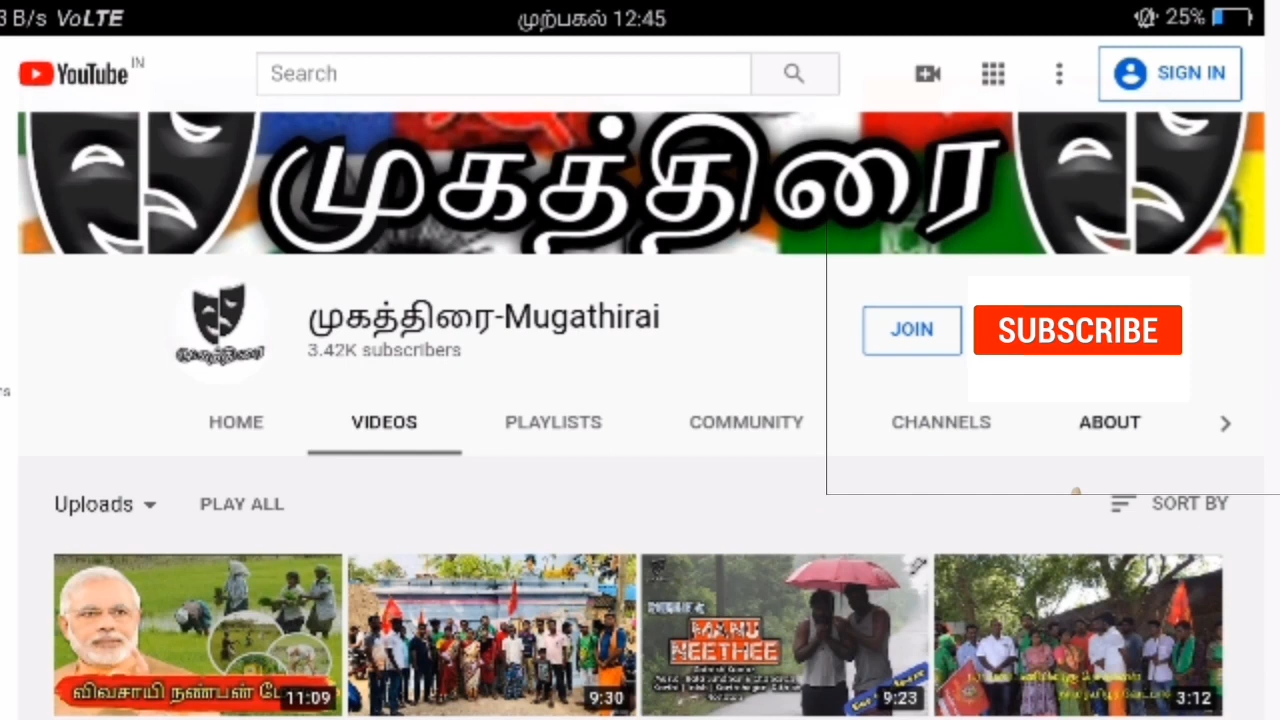 3 B/s VoLTE முற்பகல் 12:45 25%
YouTube IN Search SIGN IN
முகத்திரை
முகத்திரை
முகத்திரை-Mugathirai
3.42K subscribers
JOIN SUBSCRIBE
HOME VIDEOS PLAYLISTS COMMUNITY CHANNELS ABOUT
Uploads PLAY ALL SORT BY
MANU
NEETHEE
விவசாயி நண்பன்
11:09 9:30 9:23 3:12